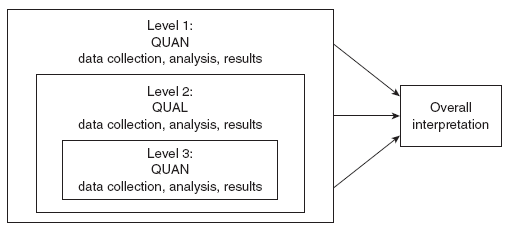 Level 1:
QUAN
data collection, analysis, results
Level 2:
QUAL
data collection, analysis, results
Level 3:
QUAN
data collection, analysis, results
Overall
interpretation